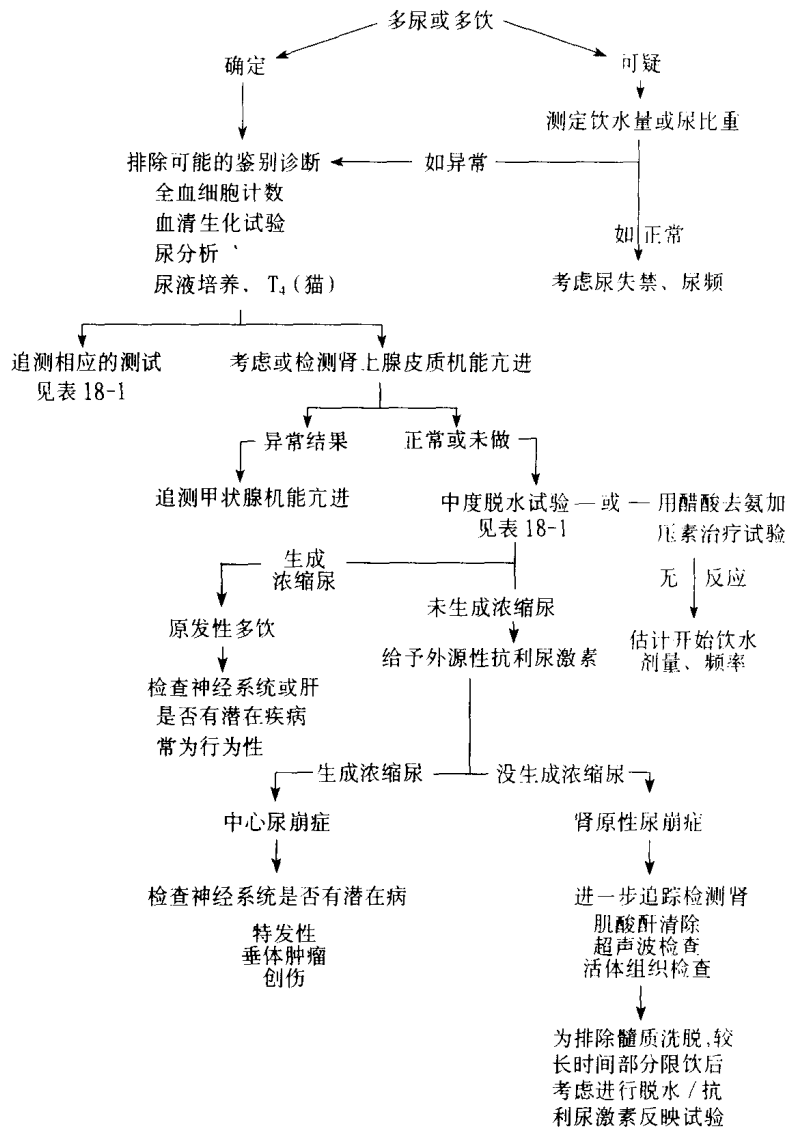 多尿或多饮
确定
可疑
测定饮水量或尿比重
排除可能的鉴别诊断
如异常
全血细胞计数
血清生化试验
尿分析
如 正常
尿液培养、T₄(猫)
考虑尿失禁、尿频
追测相应的测试
见表 18-1
考虑或检测肾上腺皮质机能亢进
异常结果
正常或未做
追测甲状腺机能亢进
中度脱水试验 — 或 — 用醋酸去氨加
见表 18-1
压素治疗试验
生成
浓缩尿
无 反应
未生成浓缩尿
原发性多饮
给予外源性抗利尿激素
估计开始饮水
剂量、频率
检查神经系统或肝
是否有潜在疾病
常为行为性
生成浓缩尿
没生成浓缩尿
中心尿崩症
肾原性尿崩症
检查神经系统是否有潜在病
特发性
垂体肿瘤
创伤
进一步追踪检测肾
肌酸酐清除
超声波检查
活体组织检查
为排除髓质洗脱,较
长时间部分限饮后
考虑进行脱水/抗
利尿激素反映试验